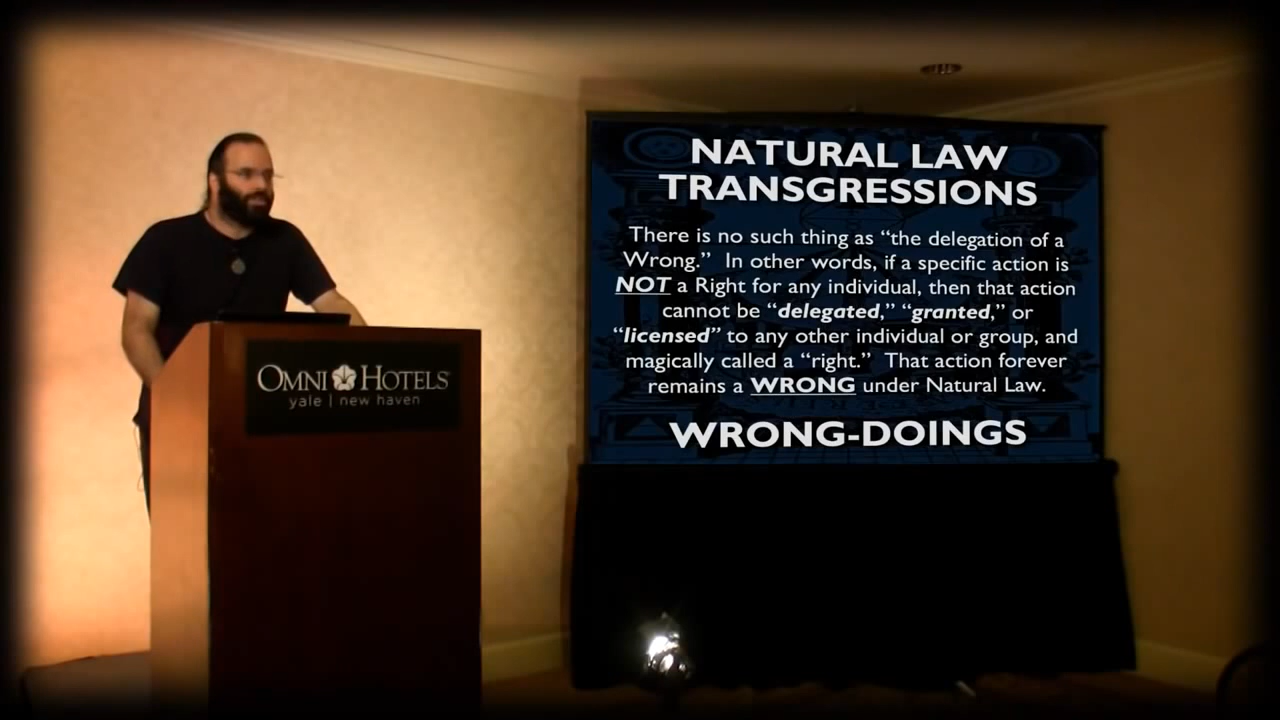 OMNI HOTELS
yale | new haven
NATURAL LAW
TRANSGRESSIONS
There is no such thing as “the delegation of a
Wrong.” In other words, if a specific action is
NOT a Right for any individual, then that action
cannot be “delegated,” “granted,” or
“licensed” to any other individual or group, and
magically called a “right.” That action forever
remains a WRONG under Natural Law.
WRONG-DOINGS